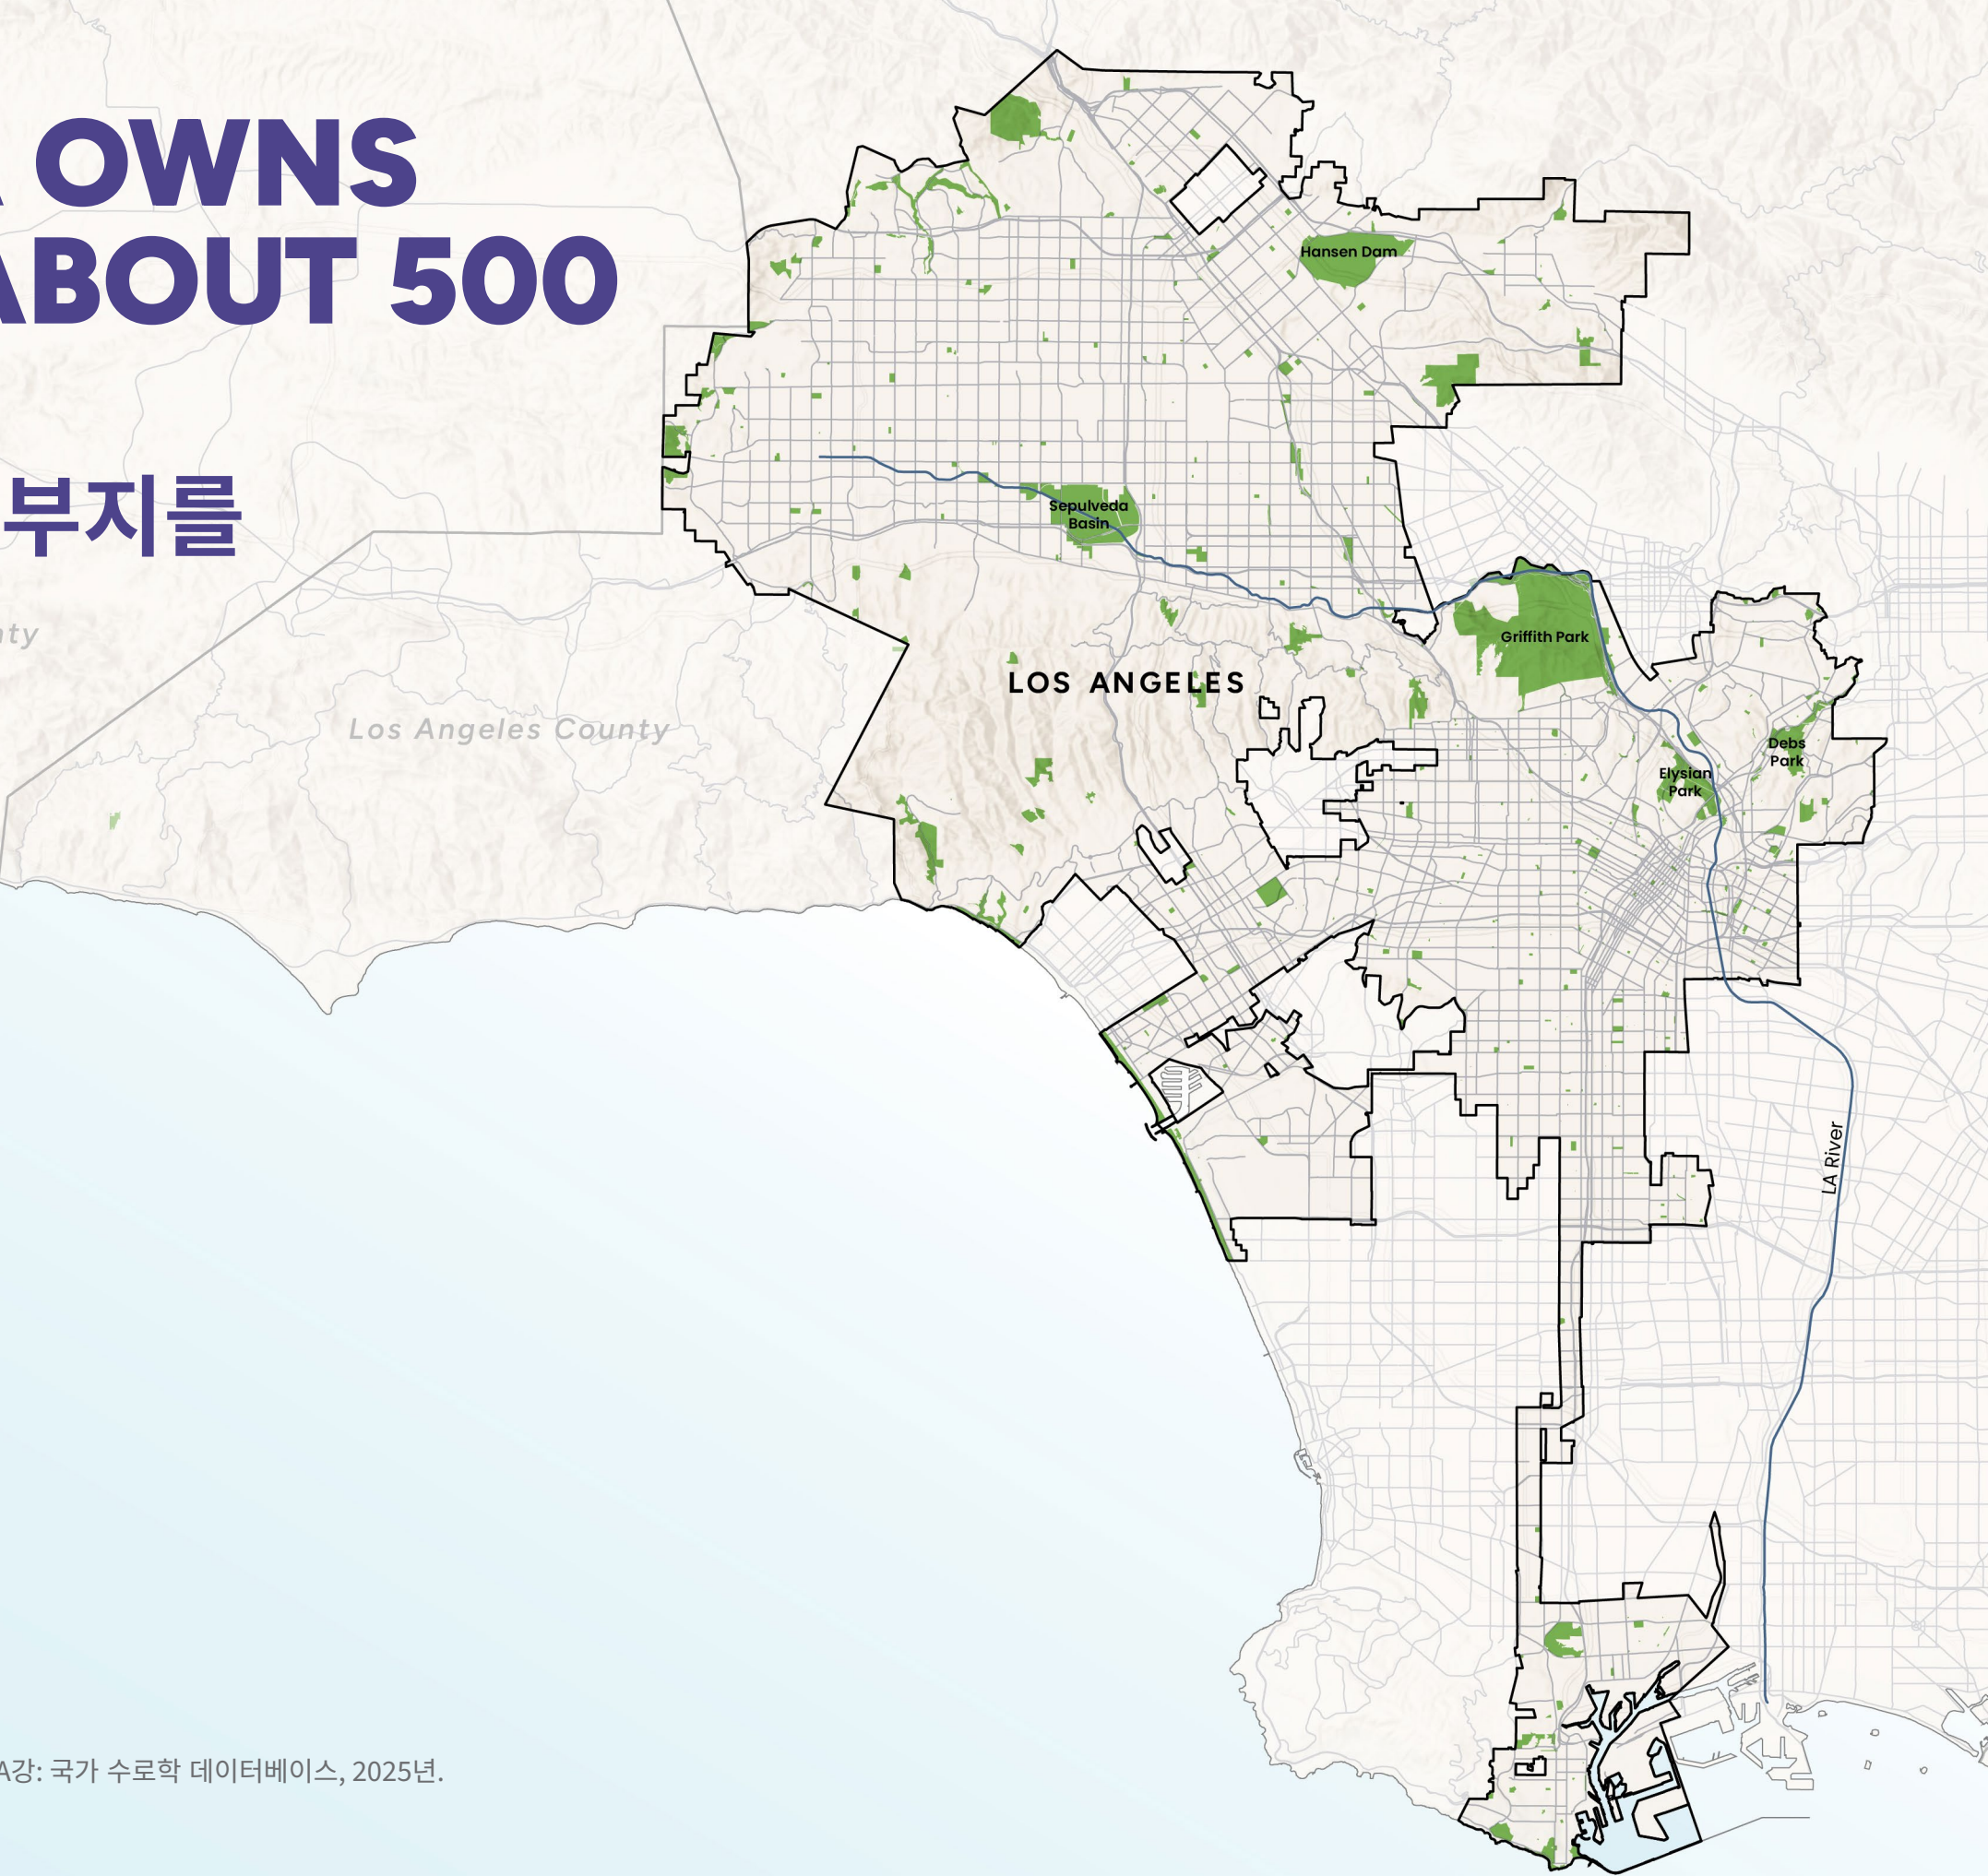 OWNS
ABOUT 500
부지를
Hansen Dam
Sepulveda
Basin
Griffith Park
LOS ANGELES
Los Angeles County
Debs
Park
Elysian
Park
LA River
A강: 국가 수로학 데이터베이스, 2025년.